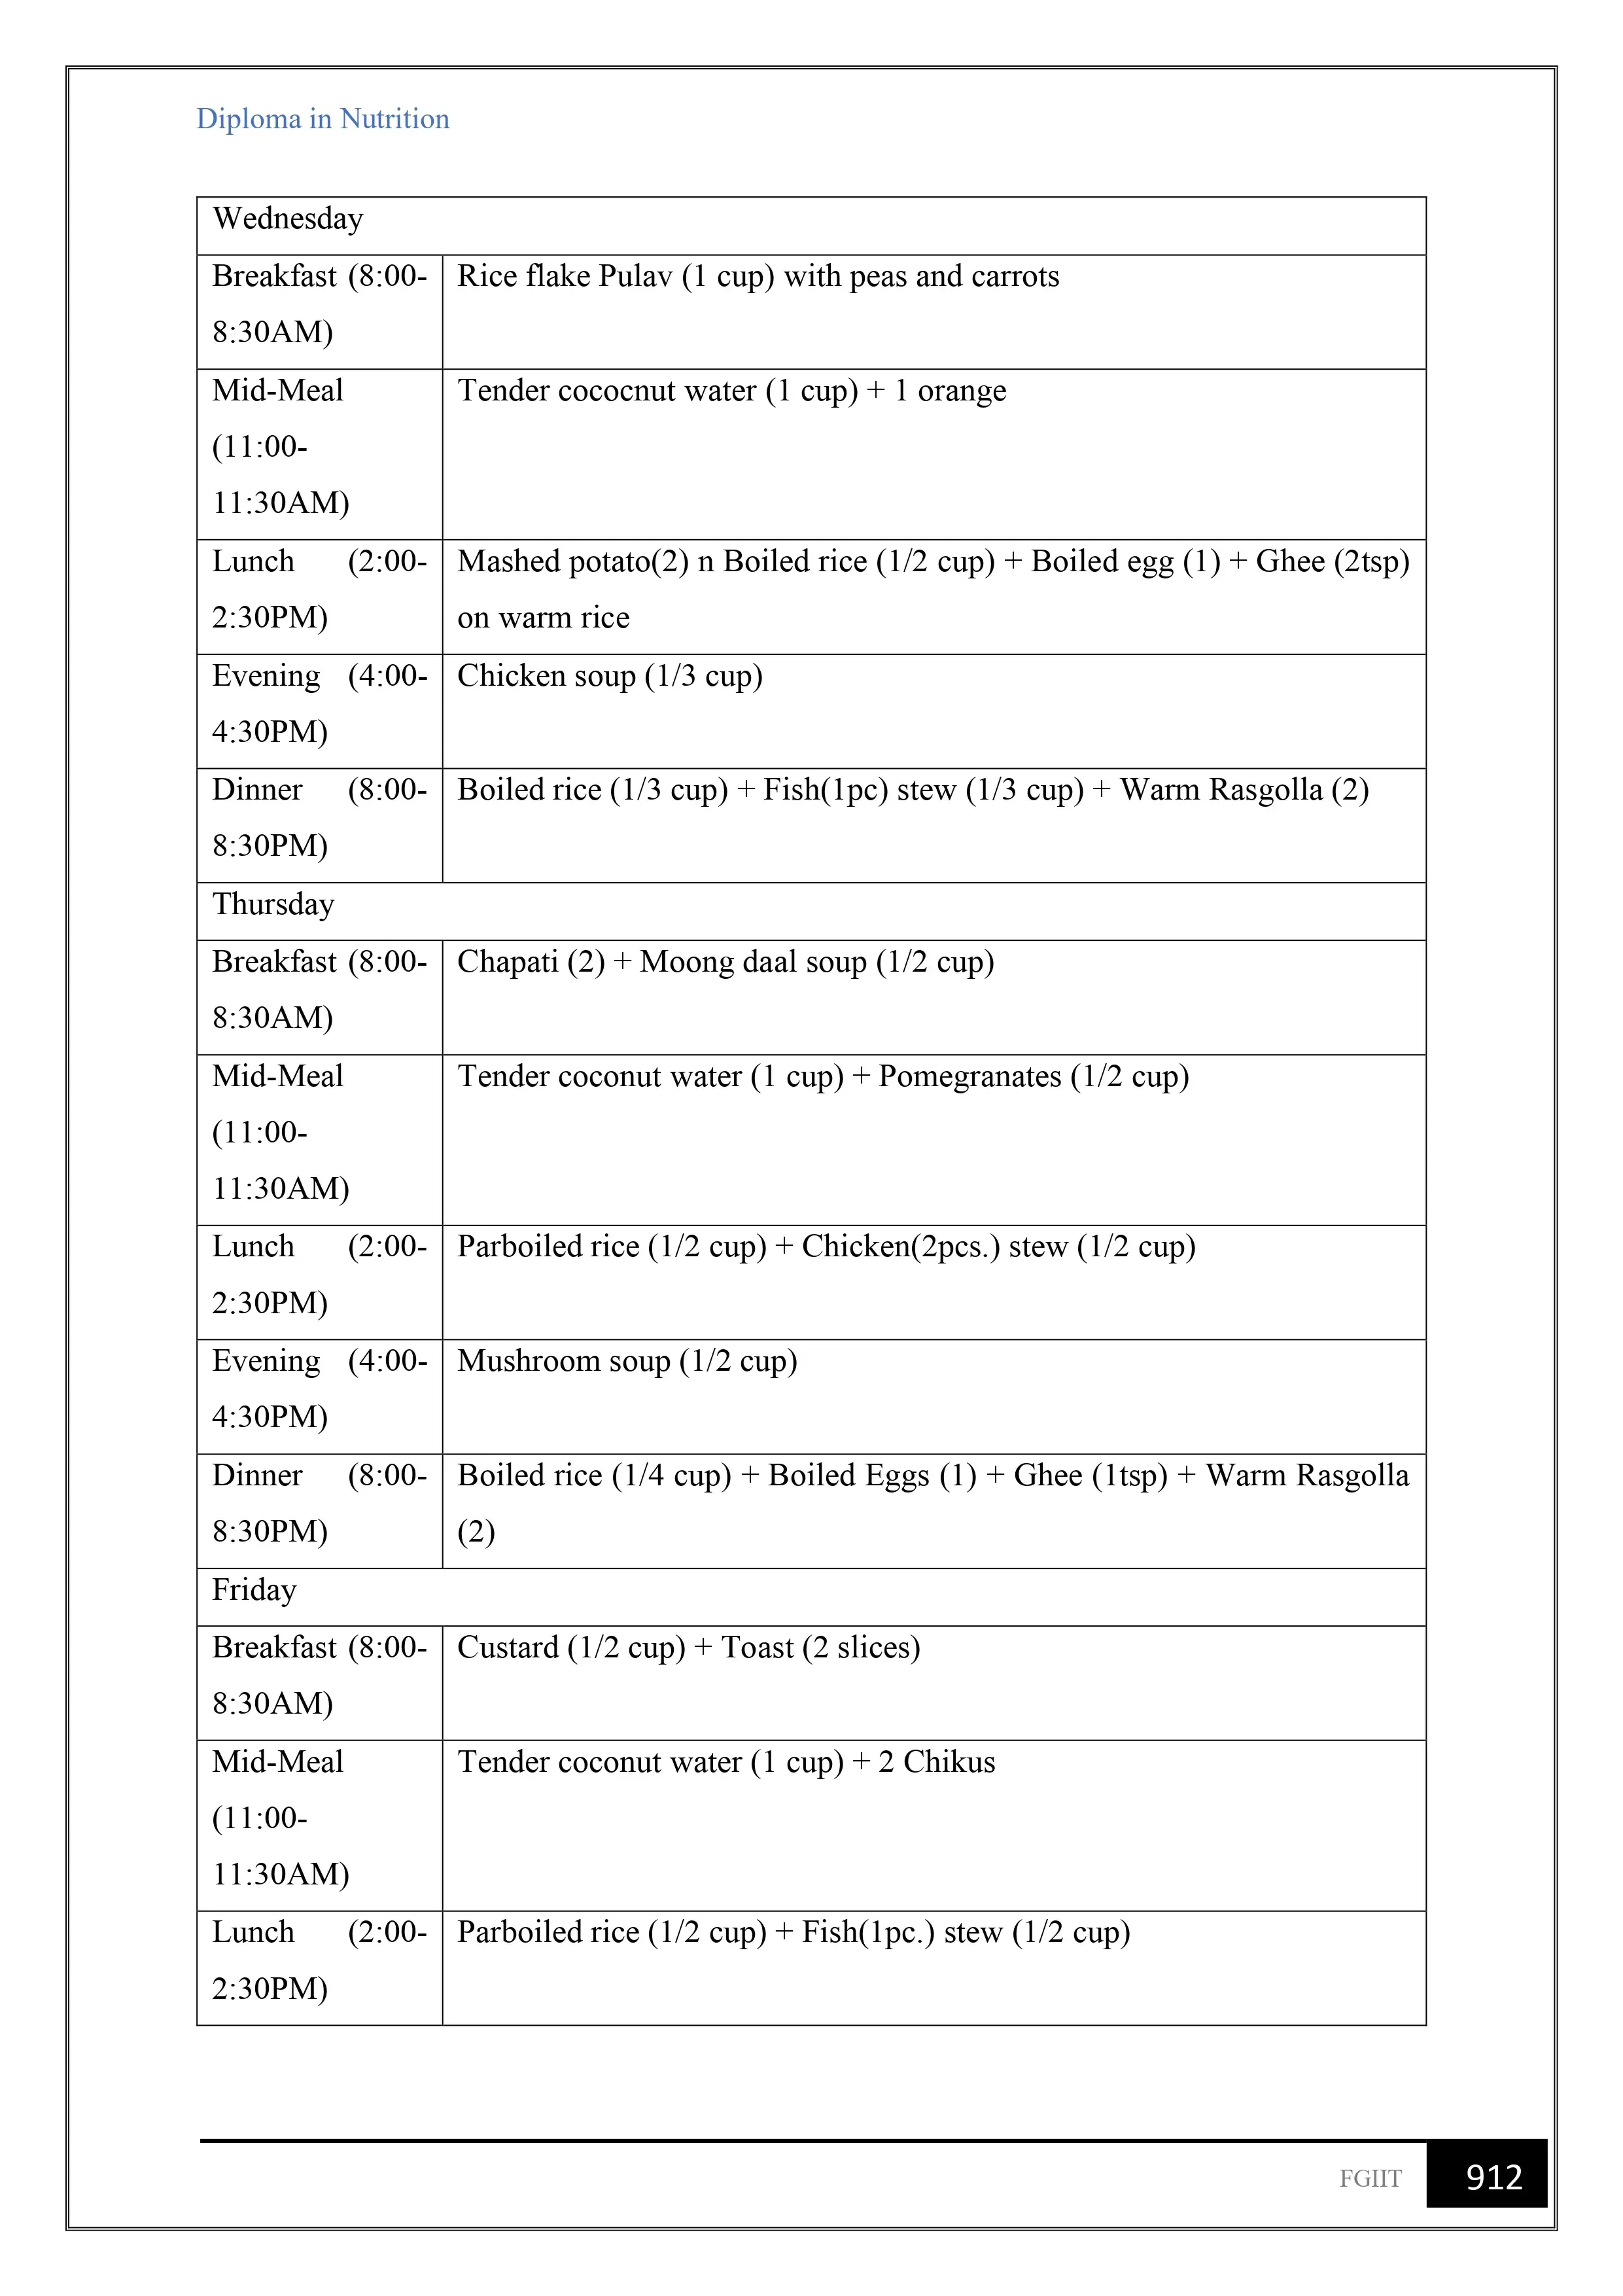 Diploma in Nutrition
Wednesday
Breakfast (8:00-
8:30AM)
Rice flake Pulav (1 cup) with peas and carrots
Mid-Meal
(11:00-
11:30AM)
Tender cococnut water (1 cup) + 1 orange
Lunch (2:00-
2:30PM)
Mashed potato(2) n Boiled rice (1/2 cup) + Boiled egg (1) + Ghee (2tsp)
on warm rice
Evening (4:00-
4:30PM)
Chicken soup (1/3 cup)
Dinner (8:00-
8:30PM)
Boiled rice (1/3 cup) + Fish(1pc) stew (1/3 cup) + Warm Rasgolla (2)
Thursday
Breakfast (8:00-
8:30AM)
Chapati (2) + Moong daal soup (1/2 cup)
Mid-Meal
(11:00-
11:30AM)
Tender coconut water (1 cup) + Pomegranates (1/2 cup)
Lunch (2:00-
2:30PM)
Parboiled rice (1/2 cup) + Chicken(2pcs.) stew (1/2 cup)
Evening (4:00-
4:30PM)
Mushroom soup (1/2 cup)
Dinner (8:00-
8:30PM)
Boiled rice (1/4 cup) + Boiled Eggs (1) + Ghee (1tsp) + Warm Rasgolla
(2)
Friday
Breakfast (8:00-
8:30AM)
Custard (1/2 cup) + Toast (2 slices)
Mid-Meal
(11:00-
11:30AM)
Tender coconut water (1 cup) + 2 Chikus
Lunch (2:00-
2:30PM)
Parboiled rice (1/2 cup) + Fish(1pc.) stew (1/2 cup)
FGIIT 912